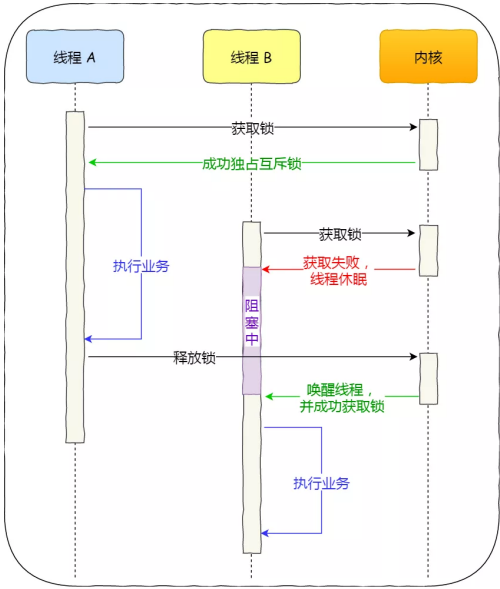 线程 A
线程 B
内核
获取锁
成功独占互斥锁
获取锁
执行业务
获取失败，
线程休眠
阻
塞
中
释放锁
唤醒线程，
并成功获取锁
执行业务